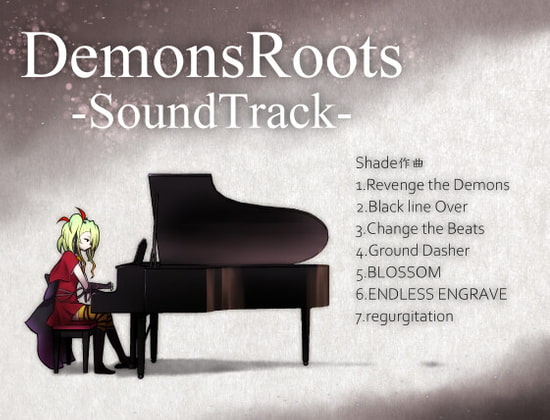 DemonsRoots
-SoundTrack-
Shade作曲
1.Revenge the Demons
2.Black line Over
3.Change the Beats
4.Ground Dasher
5.BLOSSOM
6.ENDLESS ENGRAVE
7.regurgitation